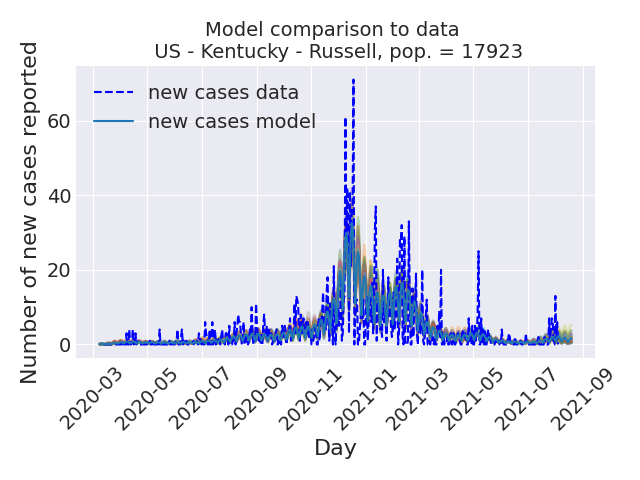 Model comparison to data
US - Kentucky - Russell, pop. = 17923
new cases data
new cases model
Number of new cases reported
60
40
20
0
2020-03
2020-05
2020-07
2020-09
2020-11
2021-01
2021-03
2021-05
2021-07
2021-09
Day